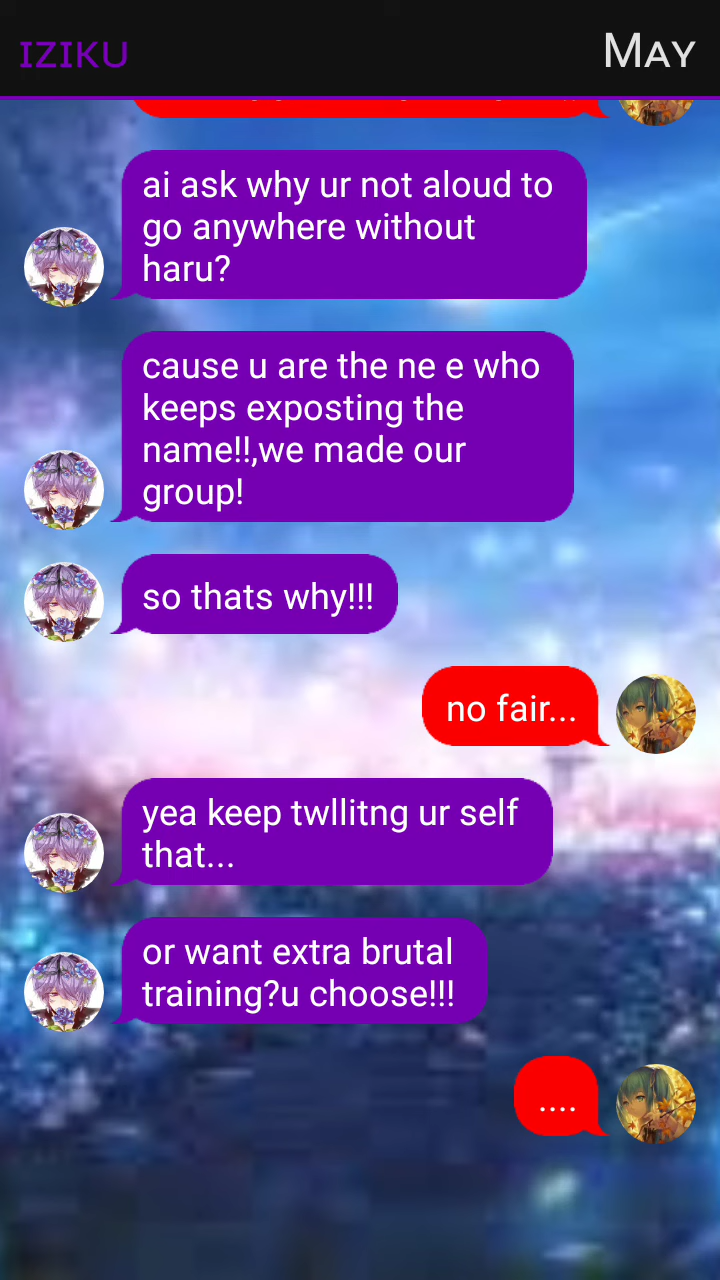 IZIKU
May
ai ask why ur not aloud to
go anywhere without
haru?
cause u are the ne e who
keeps exposting the
name!!,we made our
group!
so thats why!!!
no fair...
yea keep twllitng ur self
that...
or want extra brutal
training?u choose!!!
....